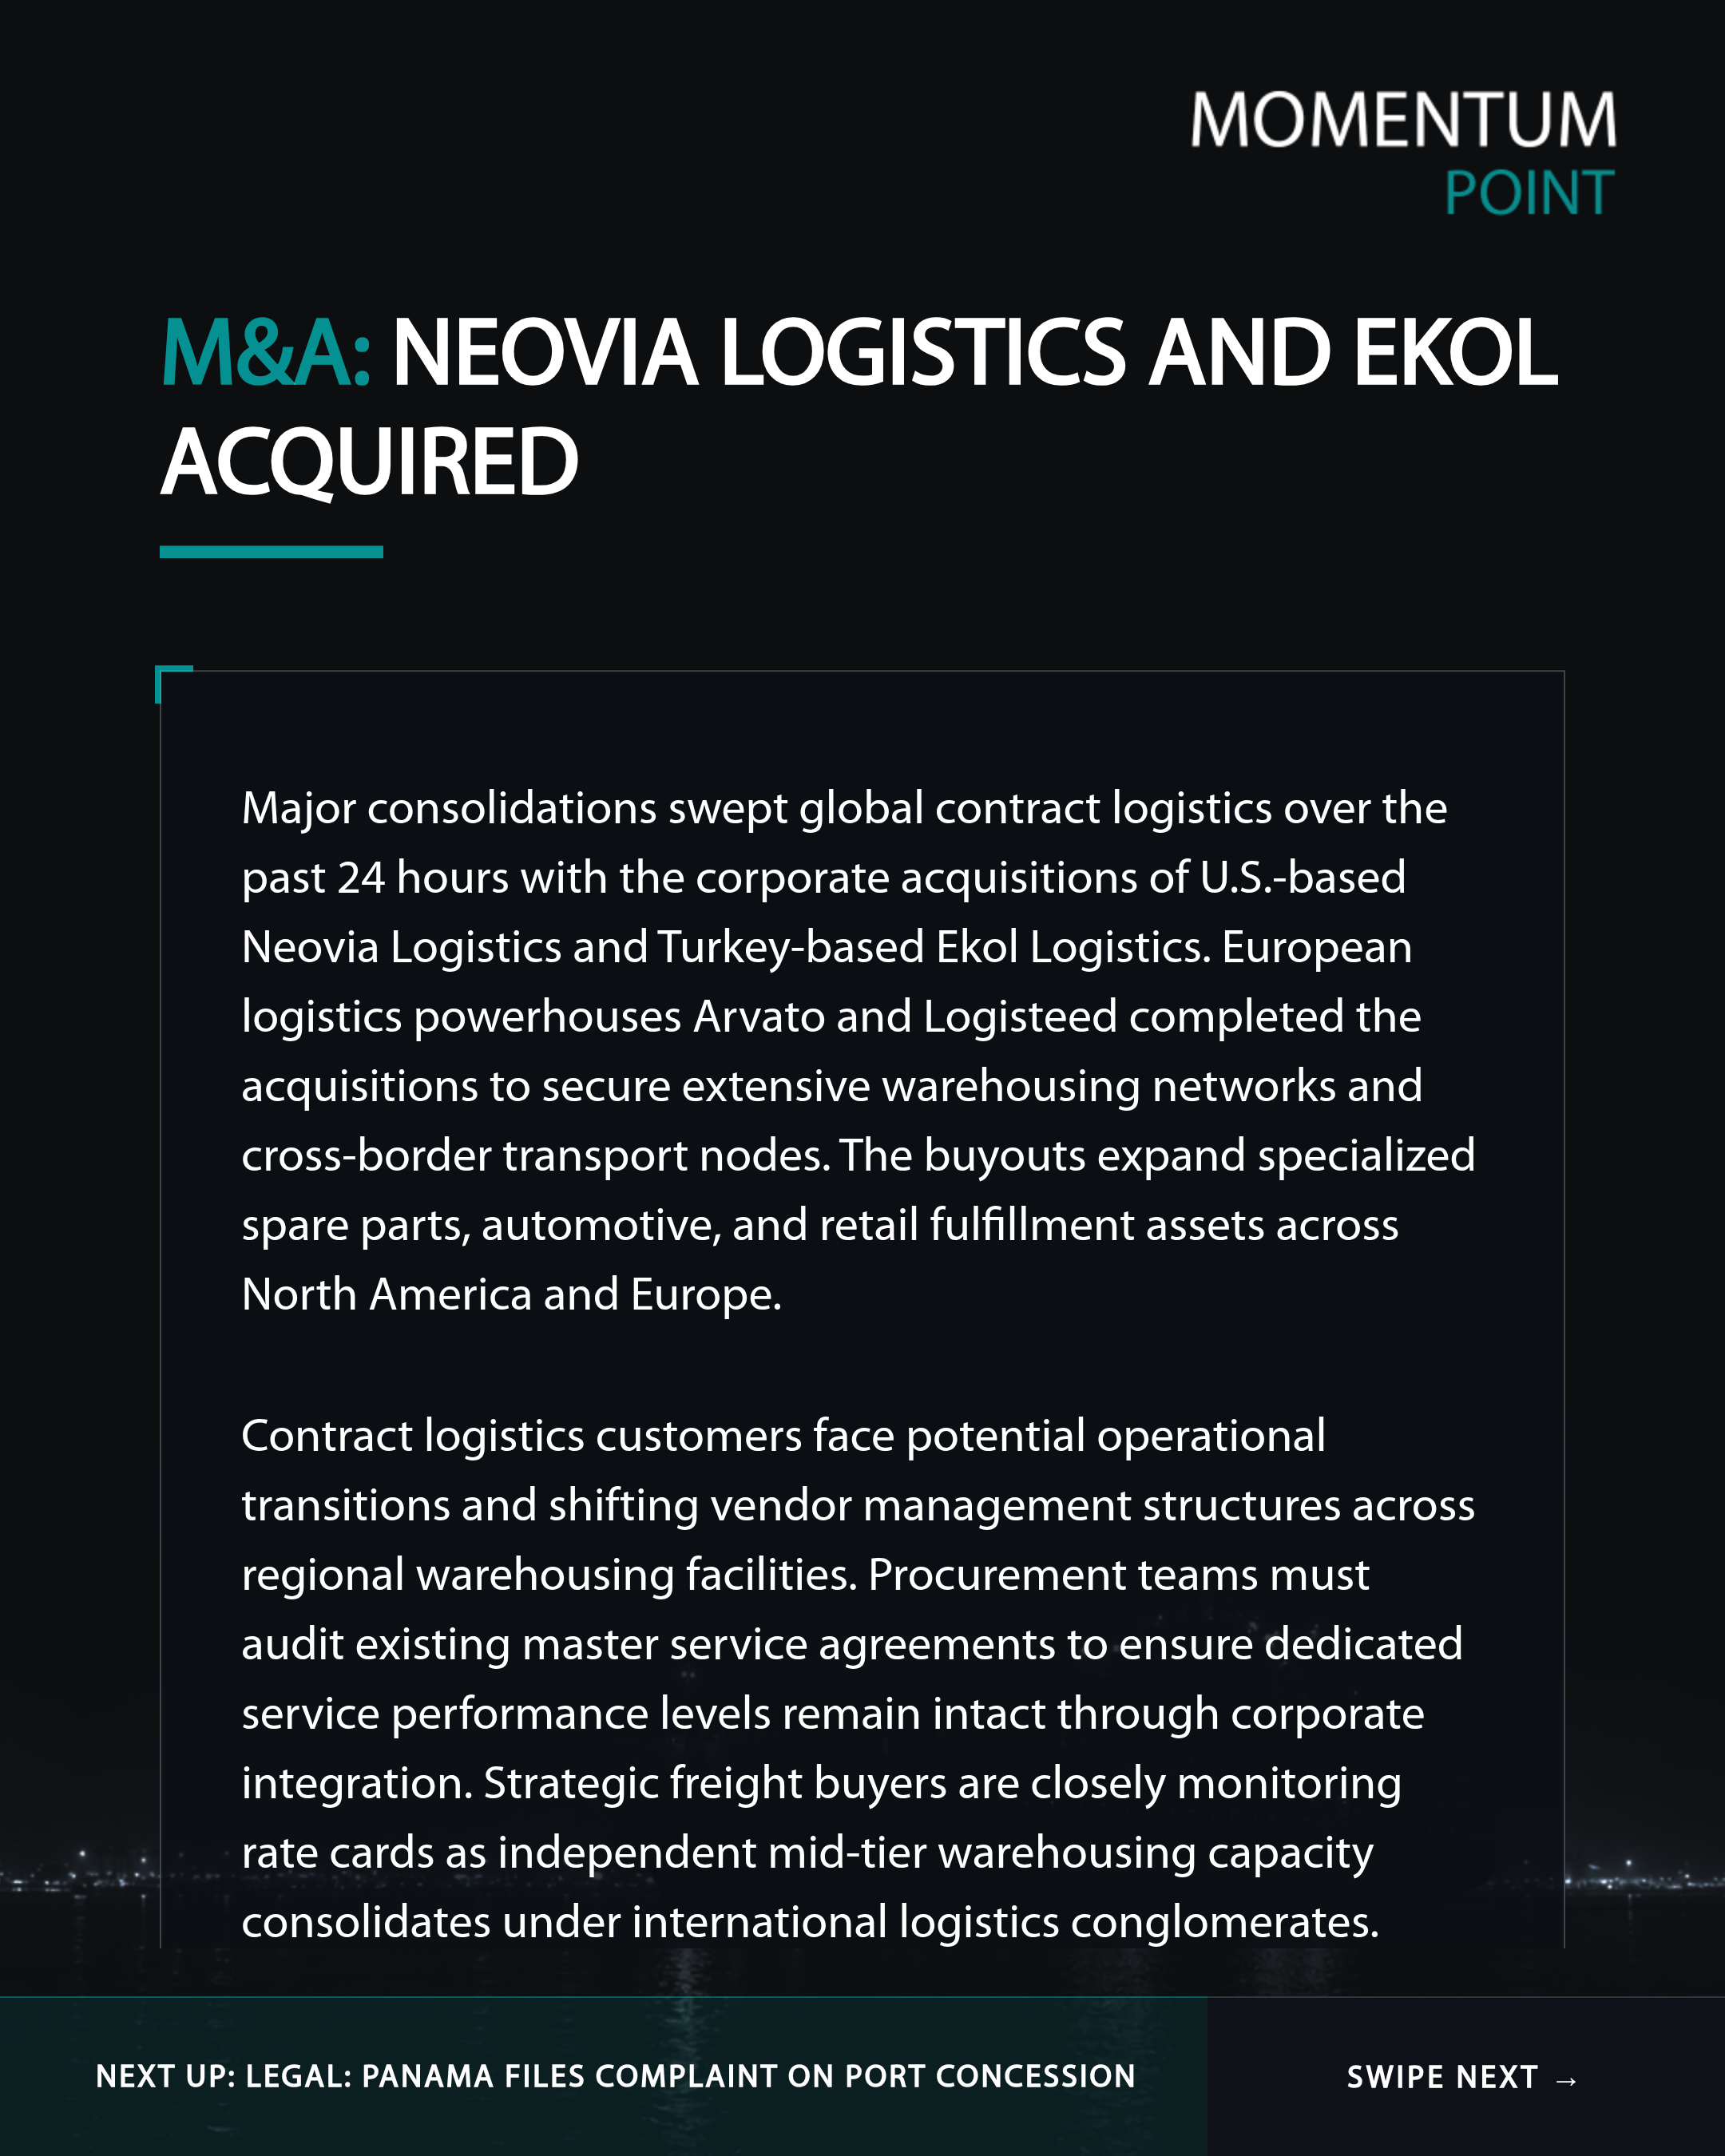 MOMENTUM
POINT
M&A: NEOVIA LOGISTICS AND EKOL
ACQUIRED
Major consolidations swept global contract logistics over the
past 24 hours with the corporate acquisitions of U.S.-based
Neovia Logistics and Turkey-based Ekol Logistics. European
logistics powerhouses Arvato and Logisteed completed the
acquisitions to secure extensive warehousing networks and
cross-border transport nodes. The buyouts expand specialized
spare parts, automotive, and retail fulfillment assets across
North America and Europe.
Contract logistics customers face potential operational
transitions and shifting vendor management structures across
regional warehousing facilities. Procurement teams must
audit existing master service agreements to ensure dedicated
service performance levels remain intact through corporate
integration. Strategic freight buyers are closely monitoring
rate cards as independent mid-tier warehousing capacity
consolidates under international logistics conglomerates.
NEXT UP: LEGAL: PANAMA FILES COMPLAINT ON PORT CONCESSION
SWIPE NEXT →